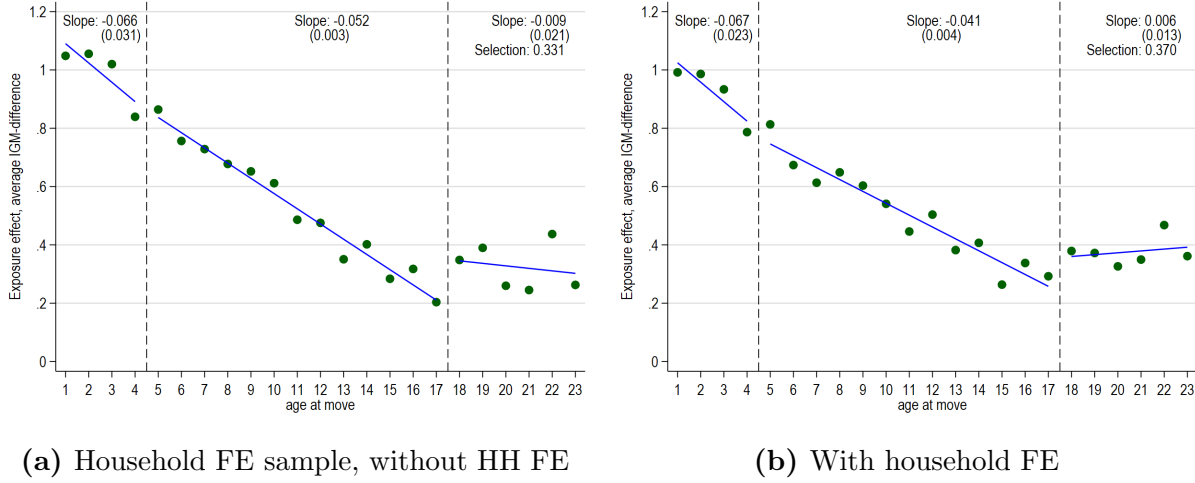 1.2
1
.8
.6
.4
.2
0
Exposure effect, average IGM-difference
Slope: -0.066
(0.031)
Slope: -0.052
(0.003)
Slope: -0.009
(0.021)
Selection: 0.331
1 2 3 4 5 6 7 8 9 10 11 12 13 14 15 16 17 18 19 20 21 22 23
age at move
(a) Household FE sample, without HH FE
1.2
1
.8
.6
.4
.2
0
Exposure effect, average IGM-difference
Slope: -0.067
(0.023)
Slope: -0.041
(0.004)
Slope: 0.006
(0.013)
Selection: 0.370
1 2 3 4 5 6 7 8 9 10 11 12 13 14 15 16 17 18 19 20 21 22 23
age at move
(b) With household FE